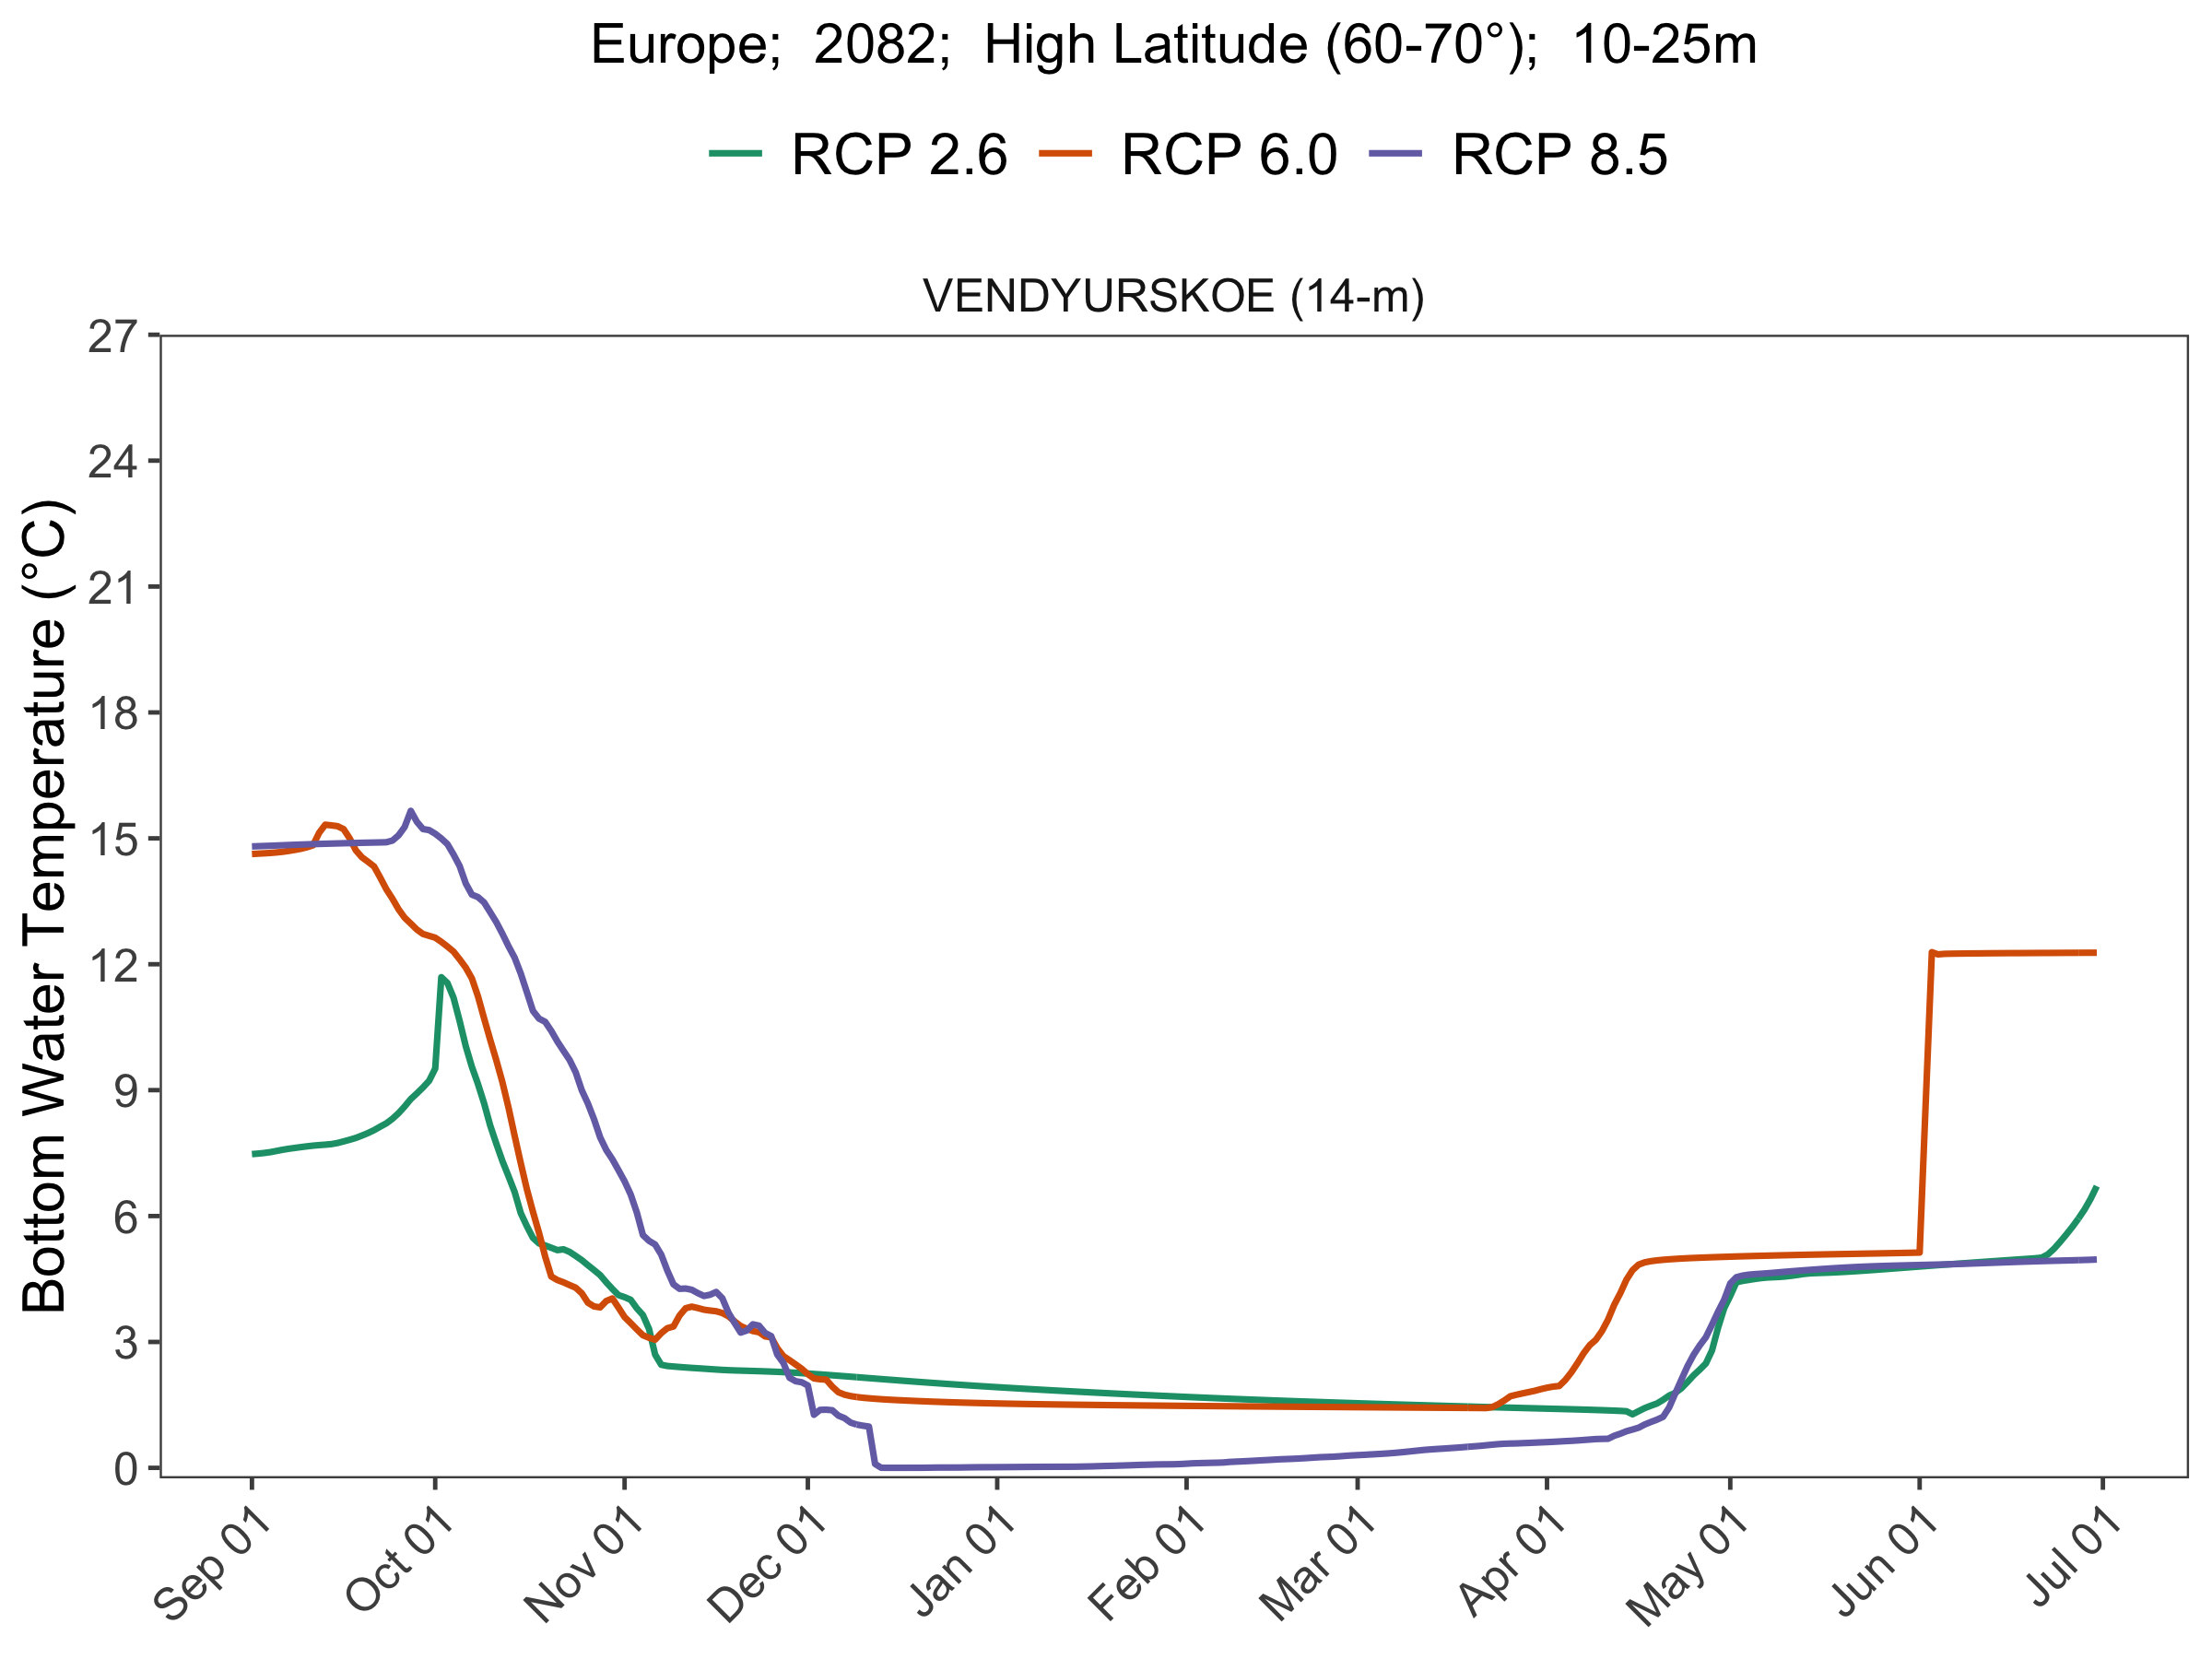 Europe; 2082; High Latitude (60-70°); 10-25m
RCP 2.6 RCP 6.0 RCP 8.5
VENDYURSKOE (14-m)
Bottom Water Temperature (°C)
27
24
21
18
15
12
9
6
3
0
Sep 01 Oct 01 Nov 01 Dec 01 Jan 01 Feb 01 Mar 01 Apr 01 May 01 Jun 01 Jul 01